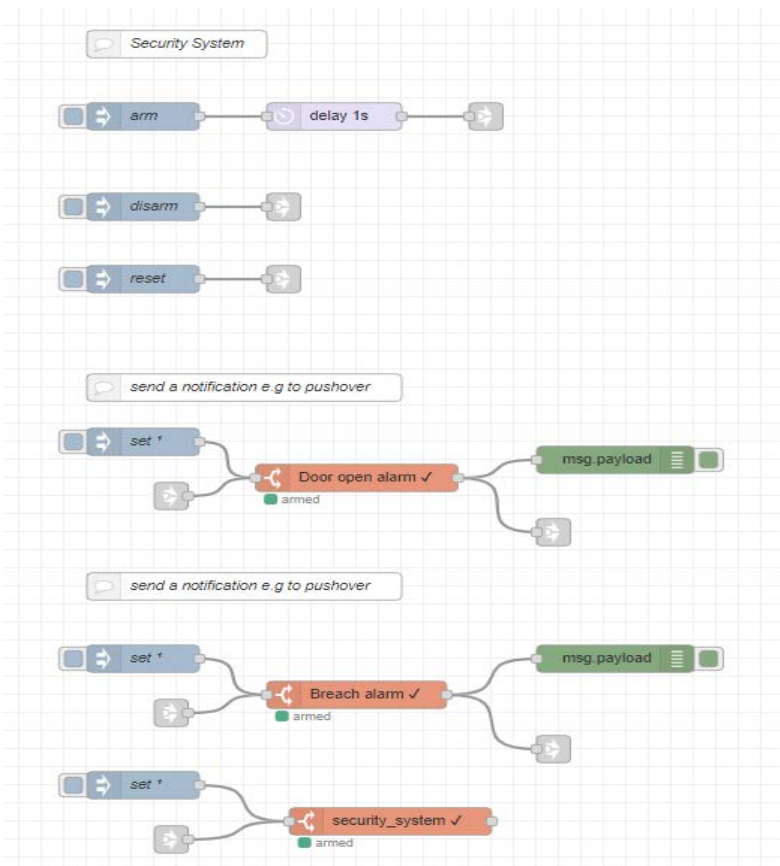 Security System
arm
delay 1s
disarm
reset
send a notification e.g to pushover
set ¹
msg.payload
Door open alarm ✓
armed
send a notification e.g to pushover
set ¹
msg.payload
Breach alarm ✓
armed
set ¹
security_system ✓
armed